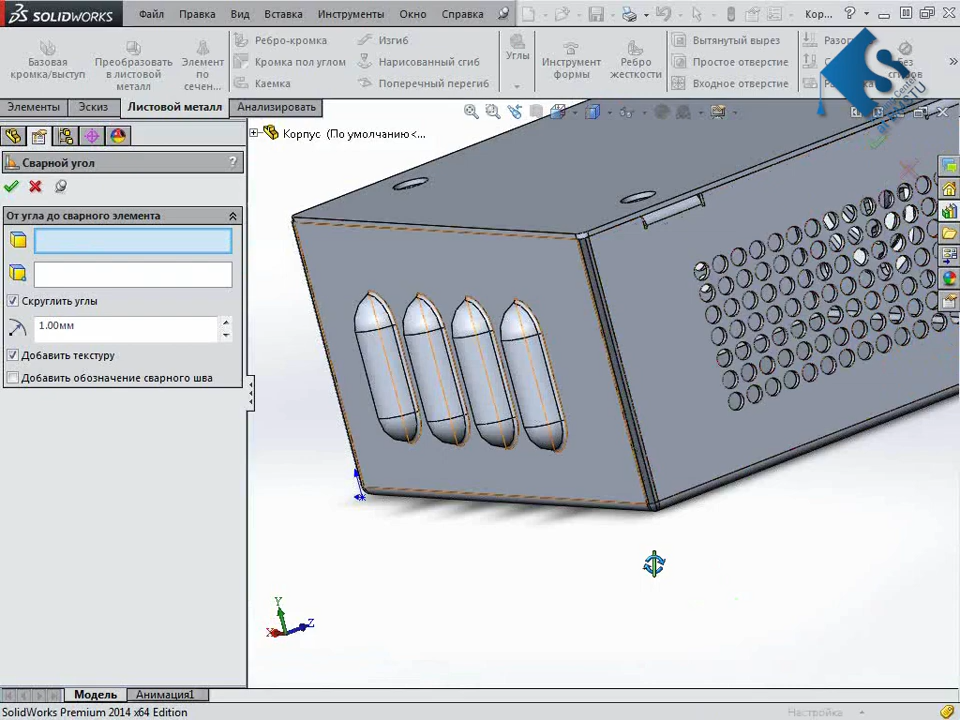 SOLIDWORKS
Файл Правка Вид Вставка Инструменты Окно Справка
Кор...
Базовая кромка/выступ
Преобразовать в листовой металл
Элемент по сечен...
Ребро-кромка
Кромка пол углом
Каемка
Изгиб
Нарисованный сгиб
Поперечный перегиб
Углы
Инструмент формы
Ребро жесткости
Вытянутый вырез
Простое отверстие
Входное отверстие
Элементы Эскиз Листовой металл Анализировать
Корпус (По умолчанию<...
Сварной угол ?
От угла до сварного элемента
Скруглить углы
1.00мм
Добавить текстуру
Добавить обозначение сварного шва
Y
X
Z
Модель Анимация1
SolidWorks Premium 2014 x64 Edition
Настройка